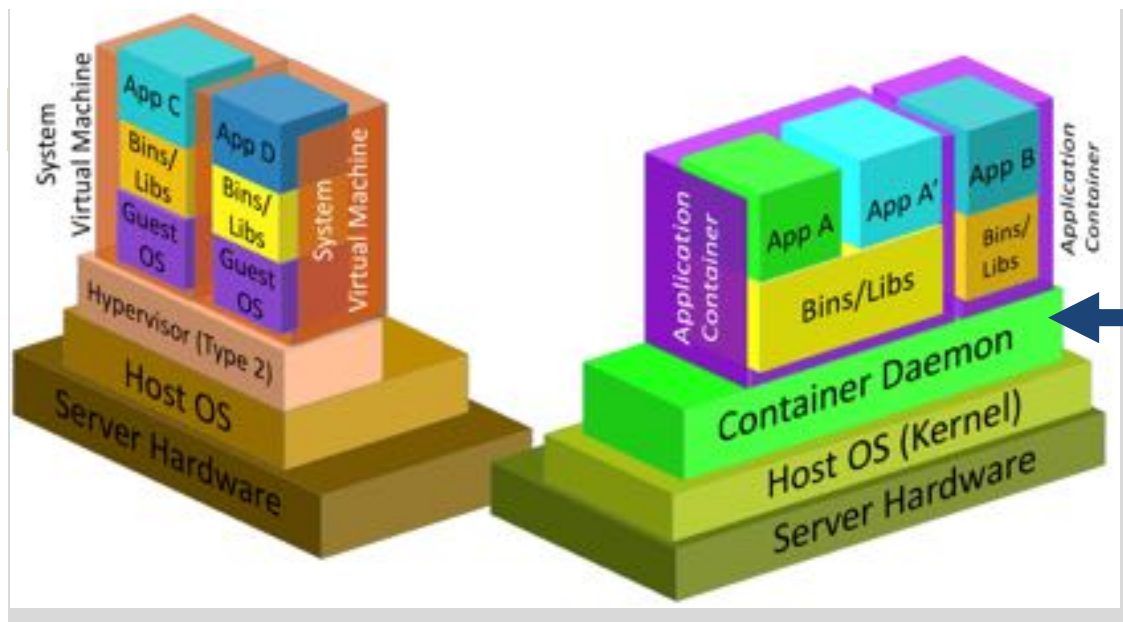 System
Virtual Machine
App C
Bins/
Libs
Guest
OS
App D
Bins/
Libs
Guest
OS
System
Virtual Machine
Hypervisor (Type 2)
Host OS
Server Hardware
Application
Container
App A
App A'
Bins/Libs
App B
Bins/
Libs
Application
Container
Container Daemon
Host OS (Kernel)
Server Hardware